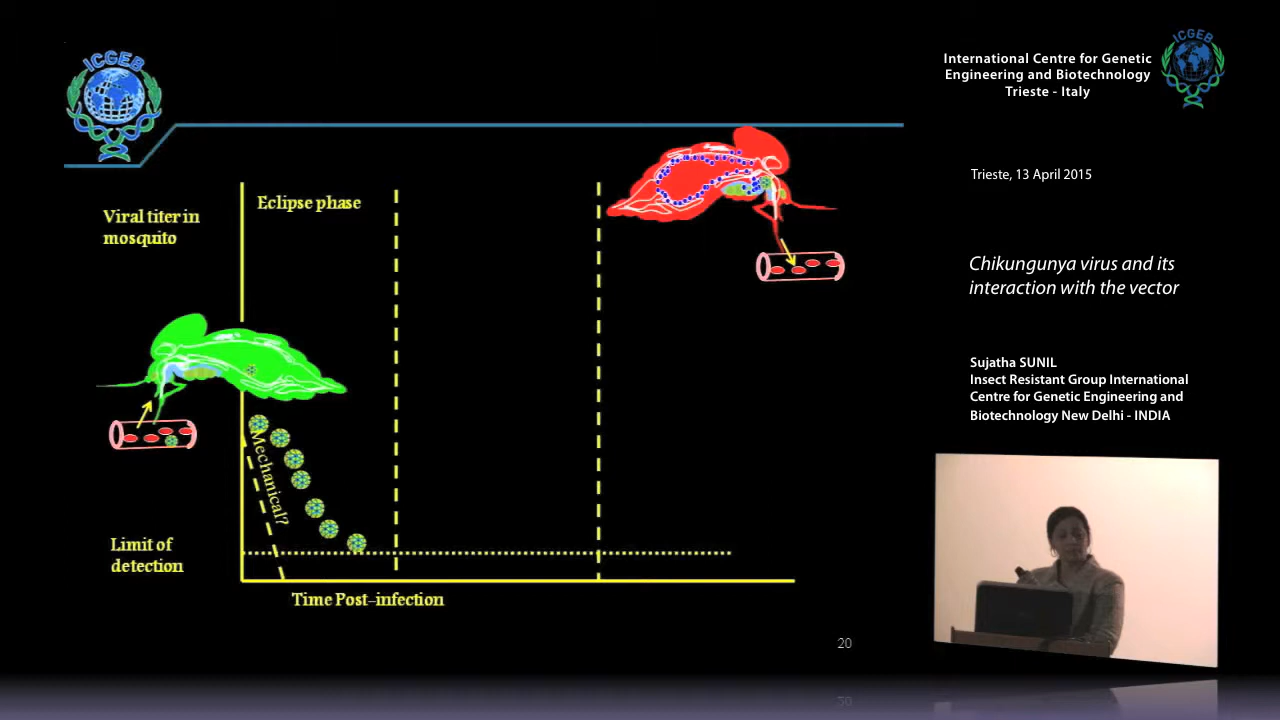 ICGEB
Viral titer in
mosquito
Eclipse phase
Mechanical?
Limit of
detection
Time Post–infection
20
International Centre for Genetic
Engineering and Biotechnology
Trieste - Italy
ICGEB
Trieste, 13 April 2015
Chikungunya virus and its
interaction with the vector
Sujatha SUNIL
Insect Resistant Group International
Centre for Genetic Engineering and
Biotechnology New Delhi - INDIA